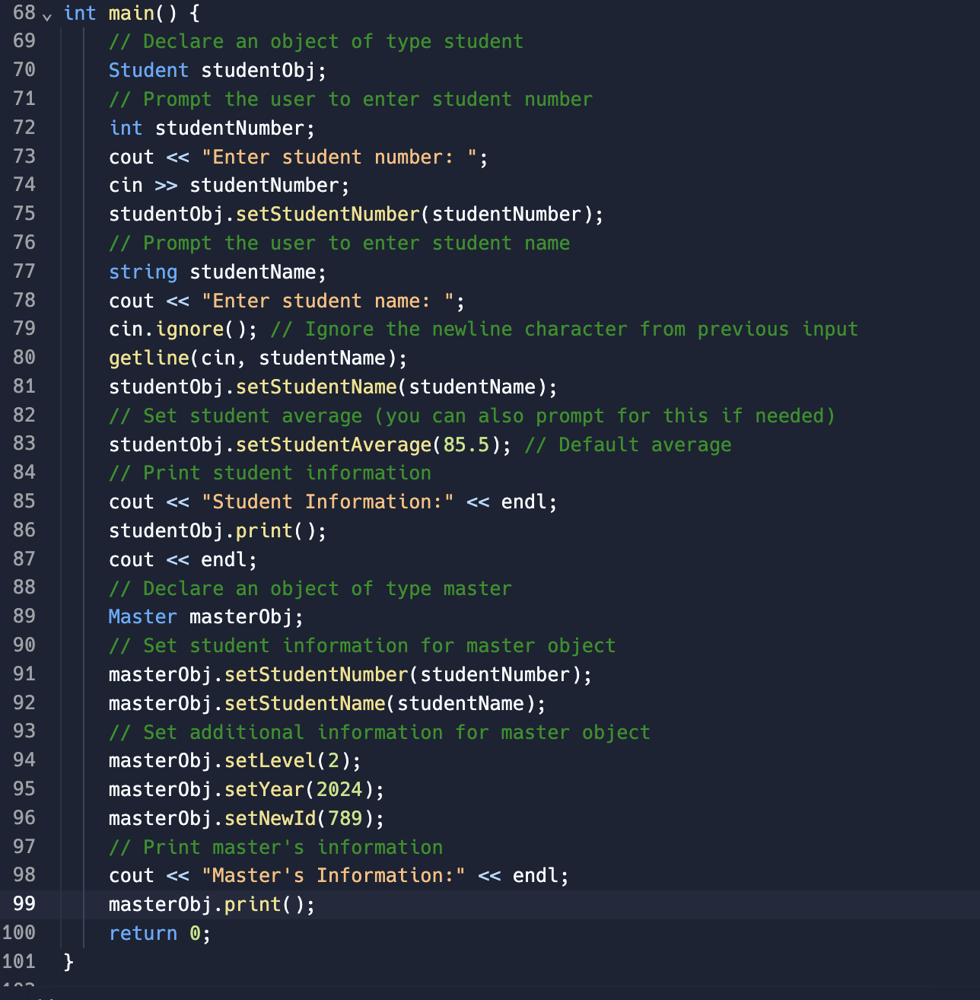 68 int main() {
69 // Declare an object of type student
70 Student studentObj;
71 // Prompt the user to enter student number
72 int studentNumber;
73 cout << "Enter student number: ";
74 cin >> studentNumber;
75 studentObj.setStudentNumber(studentNumber);
76 // Prompt the user to enter student name
77 string studentName;
78 cout << "Enter student name: ";
79 cin.ignore(); // Ignore the newline character from previous input
80 getline(cin, studentName);
81 studentObj.setStudentName(studentName);
82 // Set student average (you can also prompt for this if needed)
83 studentObj.setStudentAverage(85.5); // Default average
84 // Print student information
85 cout << "Student Information:" << endl;
86 studentObj.print();
87 cout << endl;
88 // Declare an object of type master
89 Master masterObj;
90 // Set student information for master object
91 masterObj.setStudentNumber(studentNumber);
92 masterObj.setStudentName(studentName);
93 // Set additional information for master object
94 masterObj.setLevel(2);
95 masterObj.setYear(2024);
96 masterObj.setNewId(789);
97 // Print master's information
98 cout << "Master's Information:" << endl;
99 masterObj.print();
100 return 0;
101 }